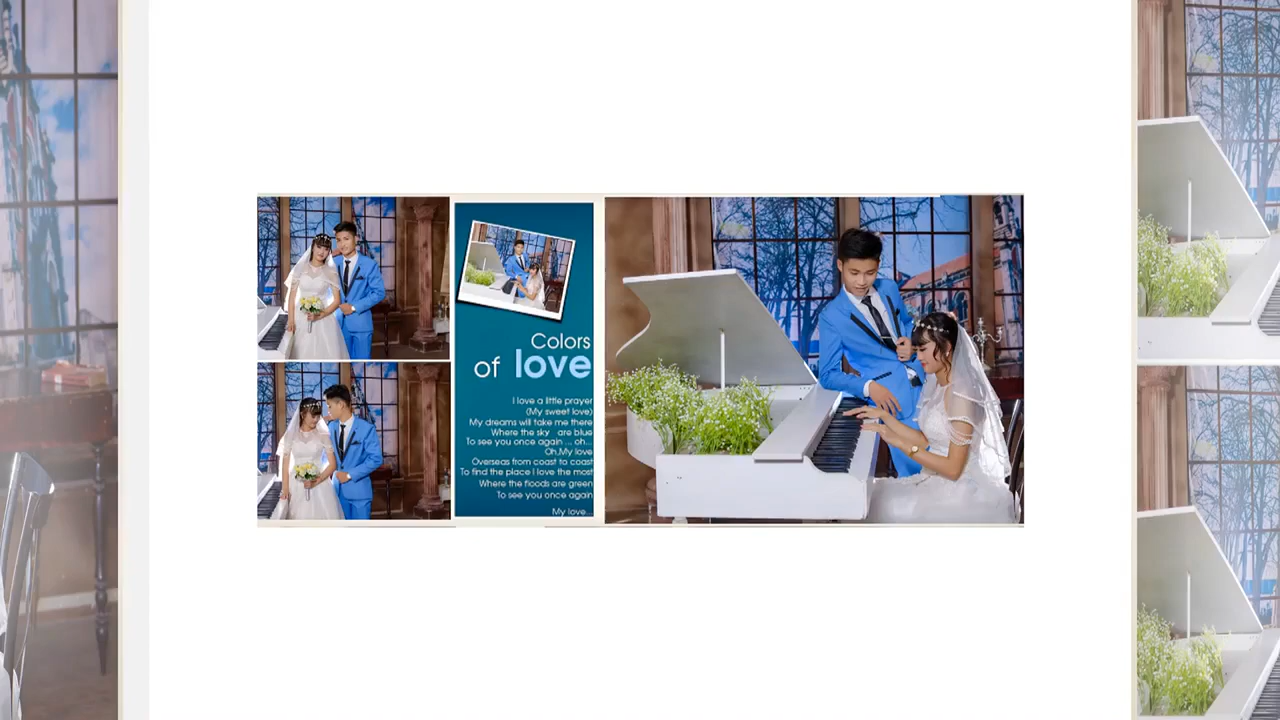 Colors
of love
I love a little prayer
(My sweet love)
My dreams will take me there
Where the sky are blue
To see you once again ... oh...
Oh,My love
Overseas from coast to coast
To find the place I love the most
Where the floods are green
To see you once again
My love...